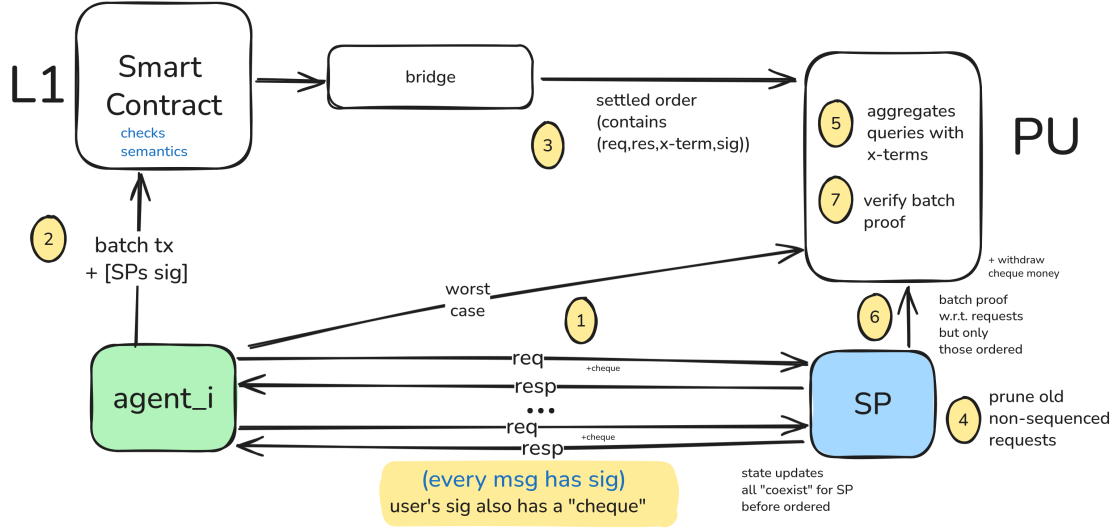 L1
Smart
Contract
checks
semantics
bridge
settled order
(contains
(req,res,x-term,sig))
3
5
aggregates
queries with
x-terms
7
verify batch
proof
PU
2
batch tx
+ [SPs sig]
worst
case
1
+ withdraw
cheque money
6
batch proof
w.r.t. requests
but only
those ordered
agent_i
req
+cheque
resp
...
req
+cheque
resp
SP
4
prune old
non-sequenced
requests
(every msg has sig)
user's sig also has a "cheque"
state updates
all "coexist" for SP
before ordered